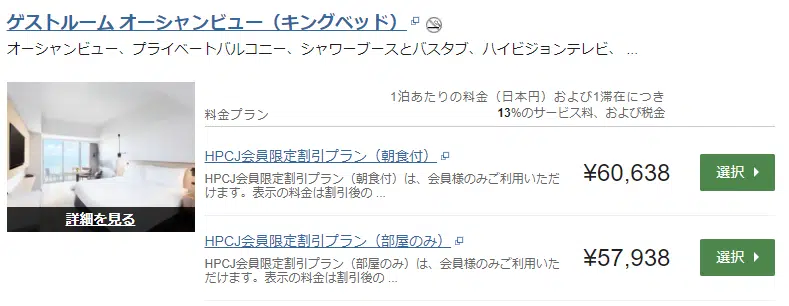 ゲストルーム オーシャンビュー（キングベッド）
オーシャンビュー、プライベートバルコニー、シャワーブースとバスタブ、ハイビジョンテレビ、 ...
1泊あたりの料金（日本円）および1滞在につき
料金プラン
13%のサービス料、および税金
HPCJ会員限定割引プラン（朝食付）
HPCJ会員限定割引プラン（朝食付）は、会員様のみご利用いただ
けます。表示の料金は割引後の ...
¥60,638
選択
詳細を見る
HPCJ会員限定割引プラン（部屋のみ）
HPCJ会員限定割引プラン（部屋のみ）は、会員様のみご利用いただ
だけます。表示の料金は割引後の ...
¥57,938
選択